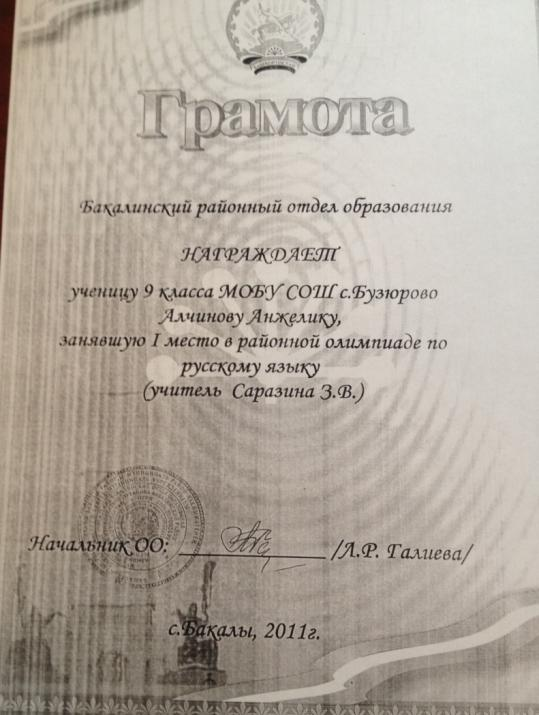 Грамота
Бакалинский районный отдел образования
НАГРАЖДАЕТ
ученицу 9 класса МОБУ СОШ с.Бузюрово
Алчинову Анжелику,
занявшую I место в районной олимпиаде по
русскому языку
(учитель Саразина З.В.)
Начальник ОО: /Л.Р. Галиева/
с.Бакалы, 2011г.